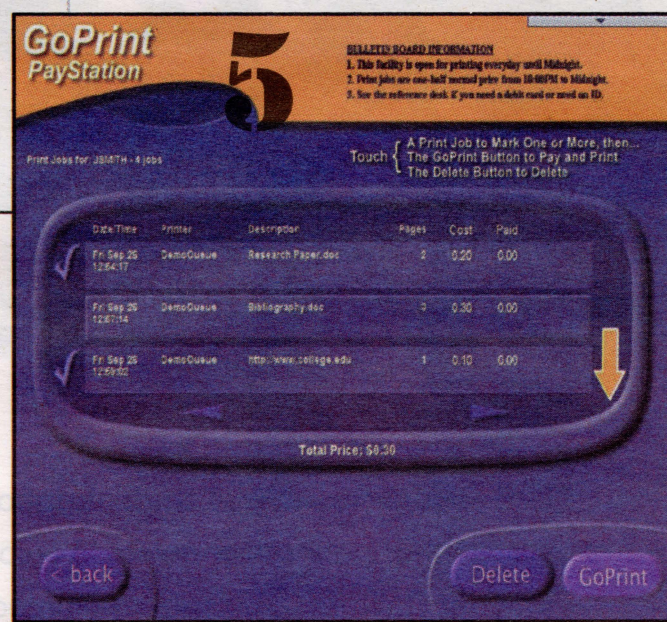 GoPrint
PayStation
5
BULLETIN BOARD INFORMATION
1. This facility is open for printing everyday until Midnight.
2. Print jobs are one-half normal price from 10:00PM to Midnight.
3. See the reference desk if you need a debit card or need an ID.
Print Jobs for: JSMITH - 4 jobs
Touch { A Print Job to Mark One or More, then...
The GoPrint Button to Pay and Print
The Delete Button to Delete
Date/Time Printer Description Pages Cost Paid
Fri Sep 28 DemoQueue Research Paper.doc 2 0.20 0.00
12:54:17
Fri Sep 28 DemoQueue Bibliography.doc 3 0.30 0.00
12:57:14
Fri Sep 28 DemoQueue http://www.college.edu 1 0.10 0.00
12:59:02
Total Price: $0.30
< back
Delete
GoPrint